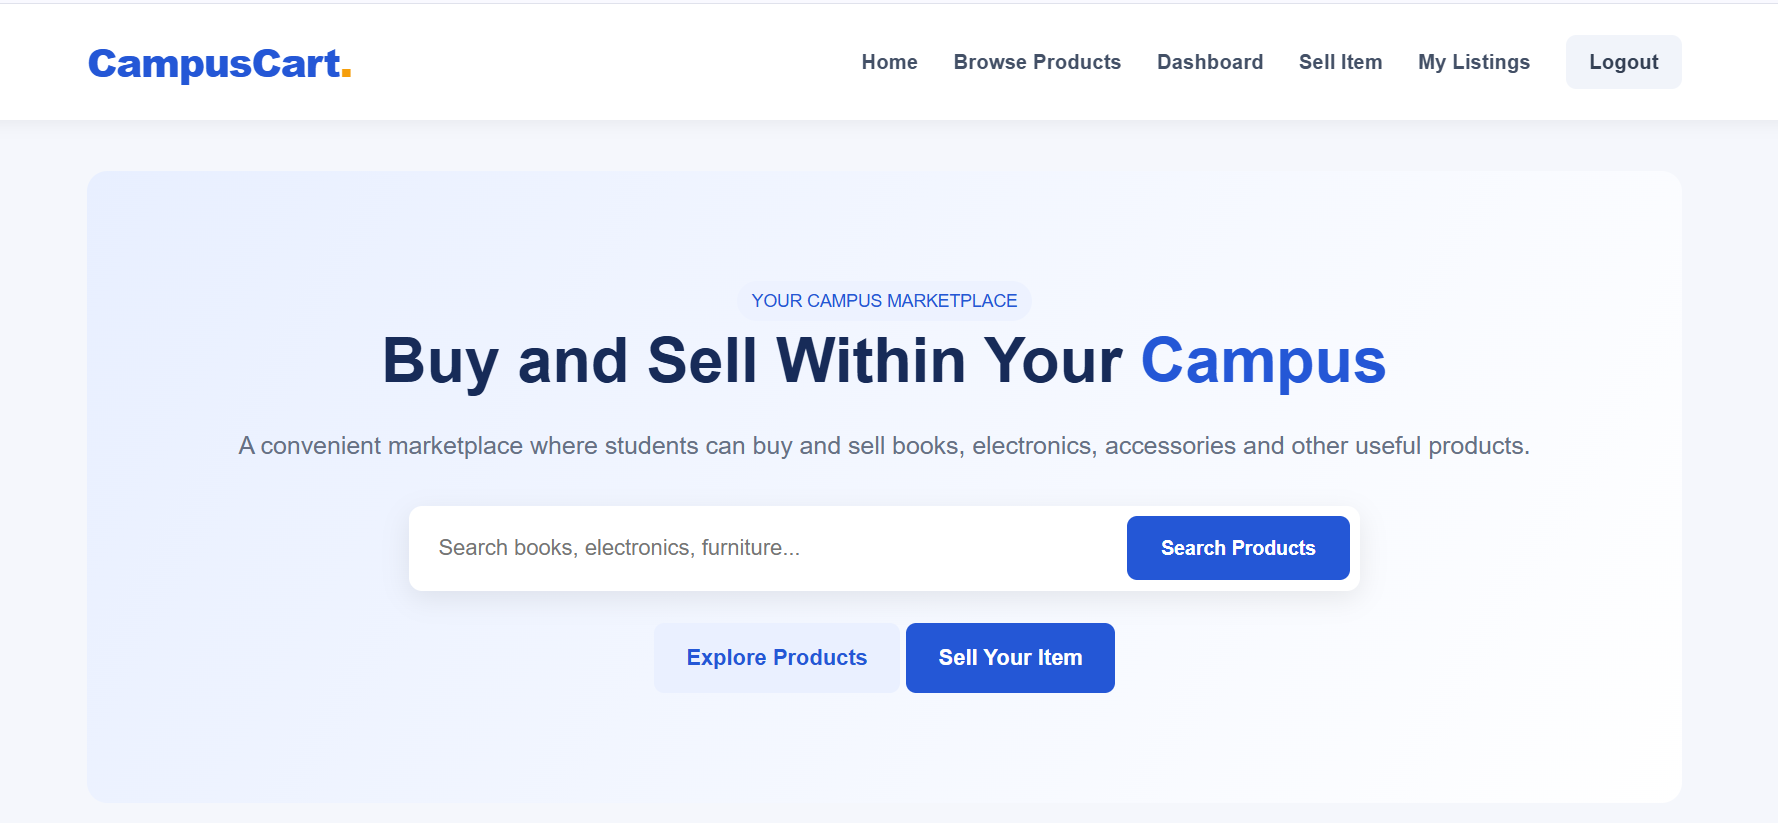 CampusCart.
Home
Browse Products
Dashboard
Sell Item
My Listings
Logout
YOUR CAMPUS MARKETPLACE
Buy and Sell Within Your Campus
A convenient marketplace where students can buy and sell books, electronics, accessories and other useful products.
Search books, electronics, furniture...
Search Products
Explore Products
Sell Your Item